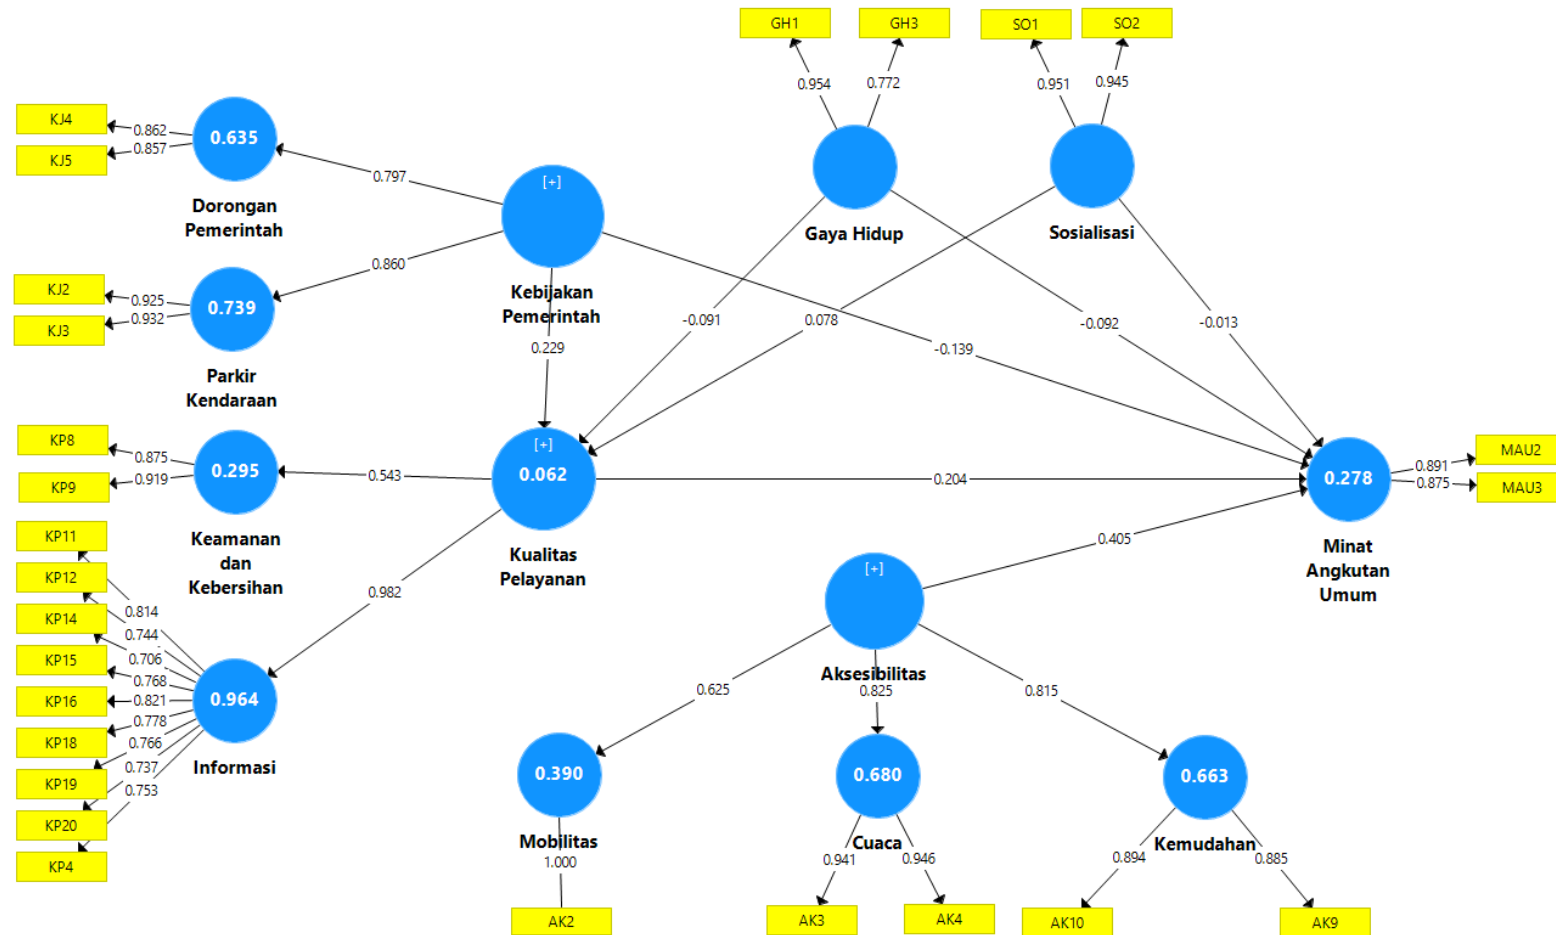 GH1
GH3
SO1
SO2
0.954
0.772
0.951
0.945
KJ4
KJ5
0.862
0.857
0.635
Dorongan
Pemerintah
0.797
[+]
Kebijakan
Pemerintah
Gaya Hidup
Sosialisasi
KJ2
KJ3
0.925
0.932
0.739
Parkir
Kendaraan
0.860
0.229
-0.091
0.078
-0.139
-0.092
-0.013
KP8
KP9
0.875
0.919
0.295
Keamanan
dan
Kebersihan
0.543
[+]
0.062
Kualitas
Pelayanan
0.204
0.278
Minat
Angkutan
Umum
0.891
0.875
MAU2
MAU3
KP11
KP12
KP14
KP15
KP16
KP18
KP19
KP20
KP4
0.814
0.744
0.706
0.768
0.821
0.778
0.766
0.737
0.753
0.964
Informasi
0.982
[+]
Aksesibilitas
0.405
0.625
0.825
0.815
0.390
Mobilitas
1.000
AK2
0.680
Cuaca
0.941
0.946
AK3
AK4
0.663
Kemudahan
0.894
0.885
AK10
AK9